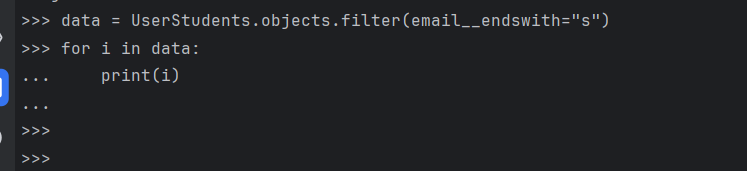 >>> data = UserStudents.objects.filter(email__endswith="s")
>>> for i in data:
...     print(i)
...
>>>
>>>